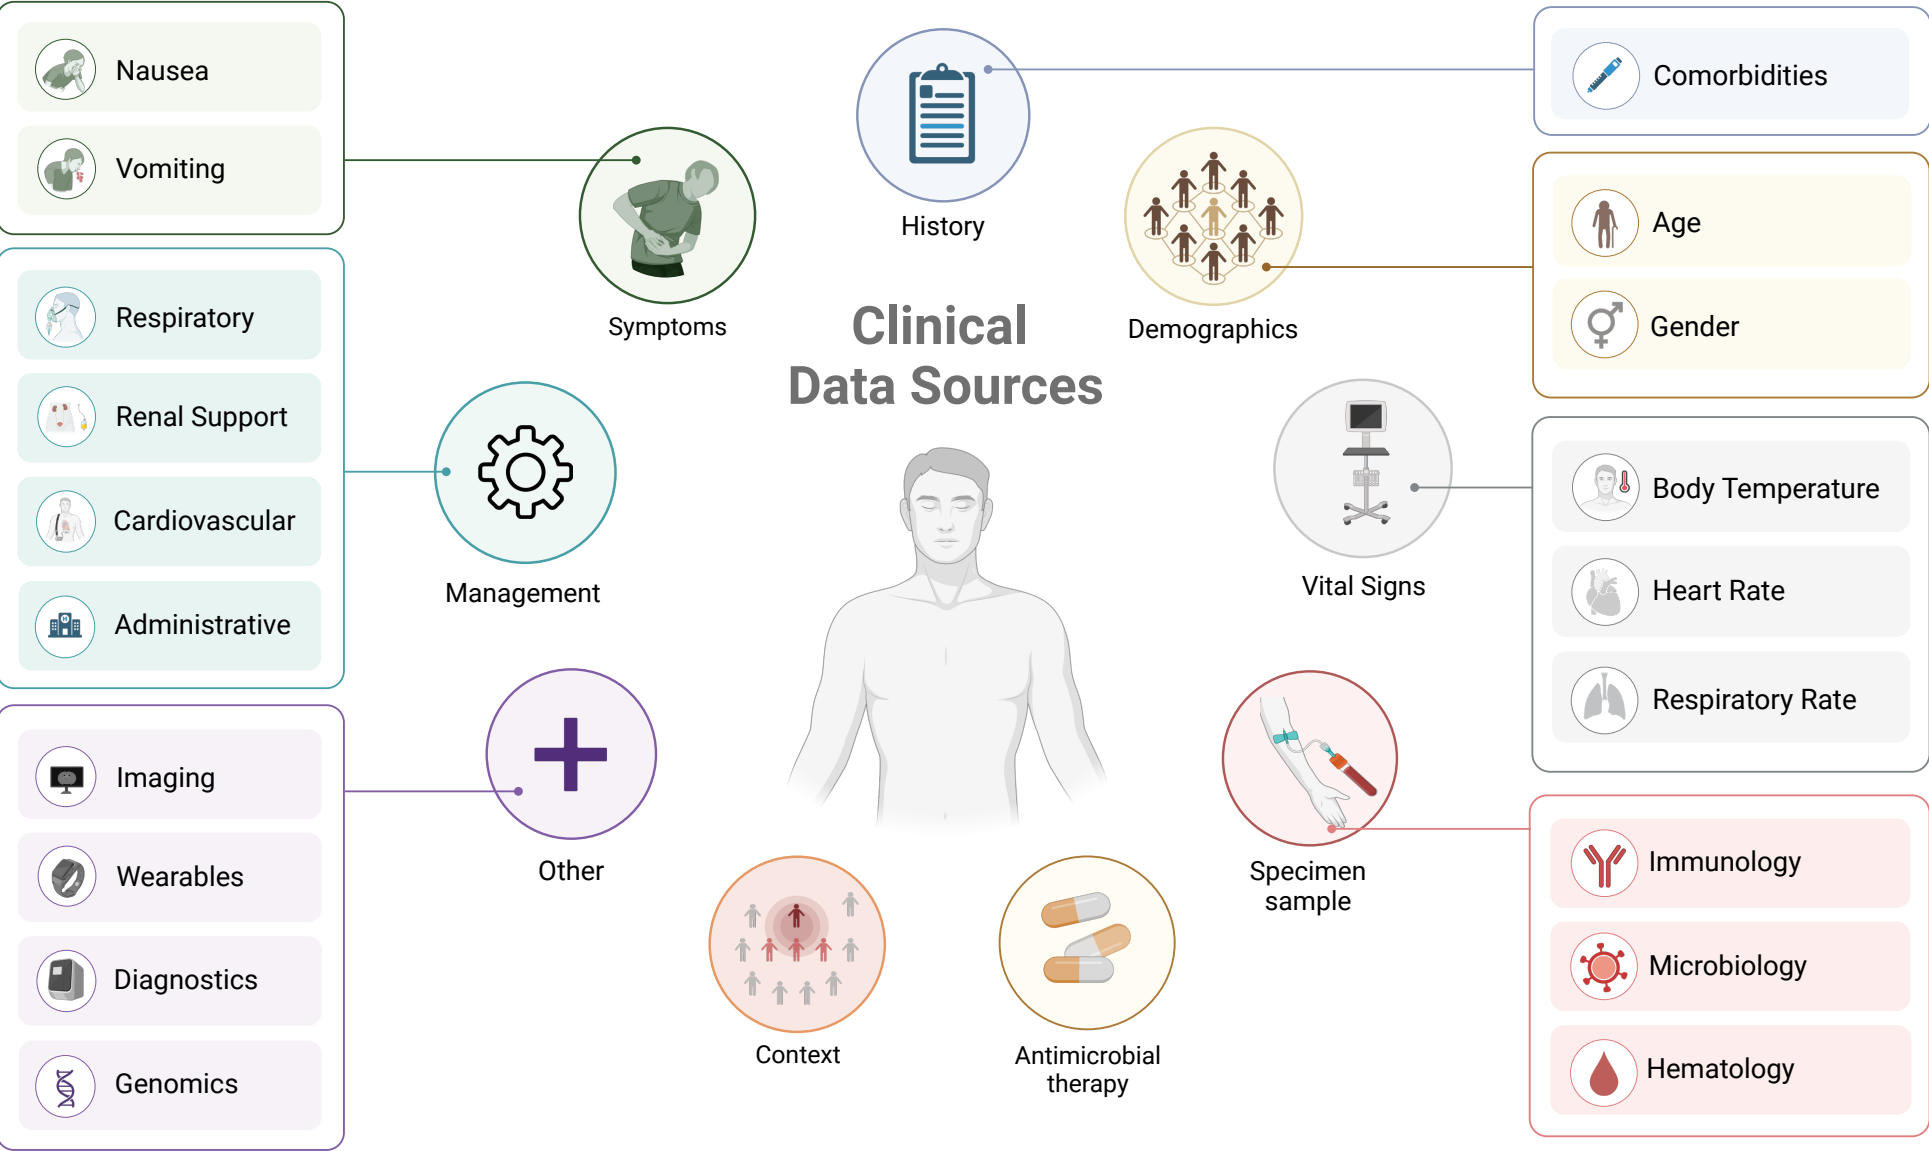 Nausea
Vomiting
Respiratory
Renal Support
Cardiovascular
Administrative
Imaging
Wearables
Diagnostics
Genomics
Symptoms
Management
Other
History
Clinical
Data Sources
Context
Antimicrobial
therapy
Demographics
Vital Signs
Specimen
sample
Comorbidities
Age
Gender
Body Temperature
Heart Rate
Respiratory Rate
Immunology
Microbiology
Hematology